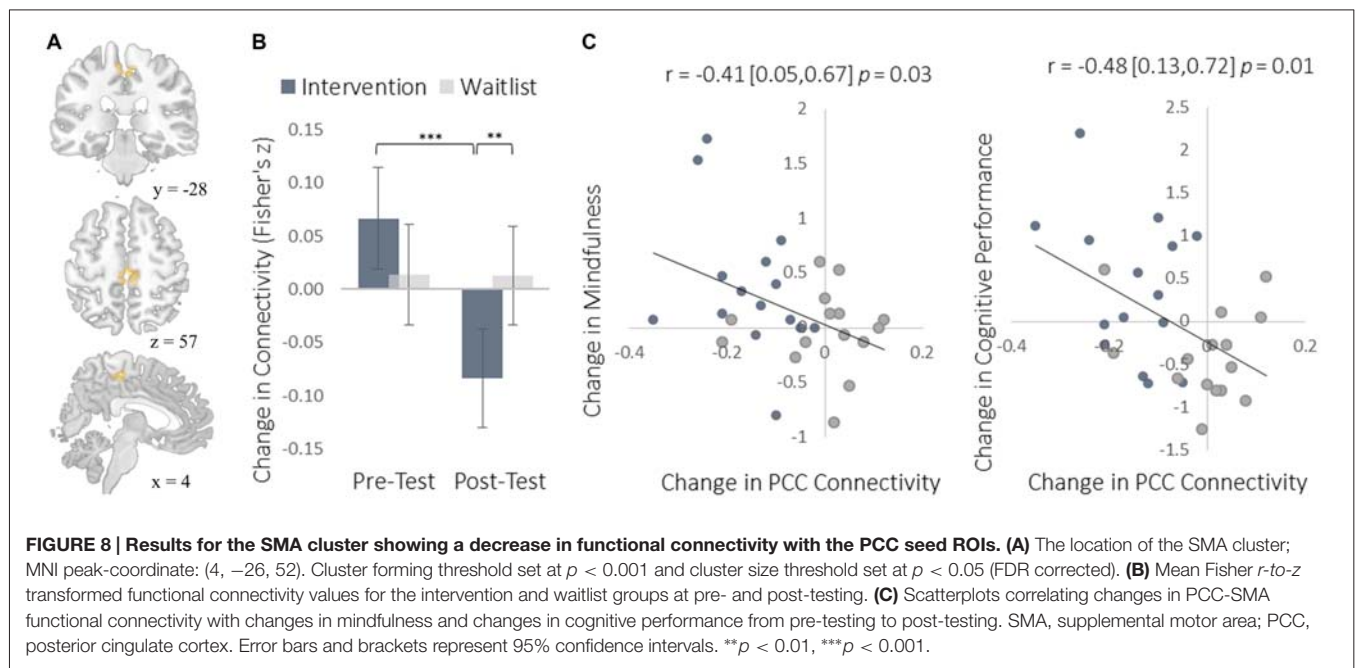 A
y = -28
z = 57
x = 4
B
Intervention Waitlist
Change in Connectivity (Fisher's z)
0.15
0.10
0.05
0.00
-0.05
-0.10
-0.15
*** **
Pre-Test Post-Test
C
r = -0.41 [0.05,0.67] p = 0.03
Change in Mindfulness
2
1.5
1
0.5
0
-0.5
-1
-0.4 -0.2 0 0.2
Change in PCC Connectivity
r = -0.48 [0.13,0.72] p = 0.01
Change in Cognitive Performance
2.5
2
1.5
1
0.5
0
-0.5
-1
-1.5
-0.4 -0.2 0 0.2
Change in PCC Connectivity
FIGURE 8 | Results for the SMA cluster showing a decrease in functional connectivity with the PCC seed ROIs. (A) The location of the SMA cluster;
MNI peak-coordinate: (4, −26, 52). Cluster forming threshold set at p < 0.001 and cluster size threshold set at p < 0.05 (FDR corrected). (B) Mean Fisher r-to-z
transformed functional connectivity values for the intervention and waitlist groups at pre- and post-testing. (C) Scatterplots correlating changes in PCC-SMA
functional connectivity with changes in mindfulness and changes in cognitive performance from pre-testing to post-testing. SMA, supplemental motor area; PCC,
posterior cingulate cortex. Error bars and brackets represent 95% confidence intervals. **p < 0.01, ***p < 0.001.